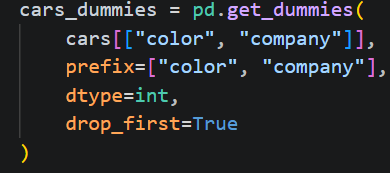 cars_dummies = pd.get_dummies(
    cars[["color", "company"]],
    prefix=["color", "company"],
    dtype=int,
    drop_first=True
)